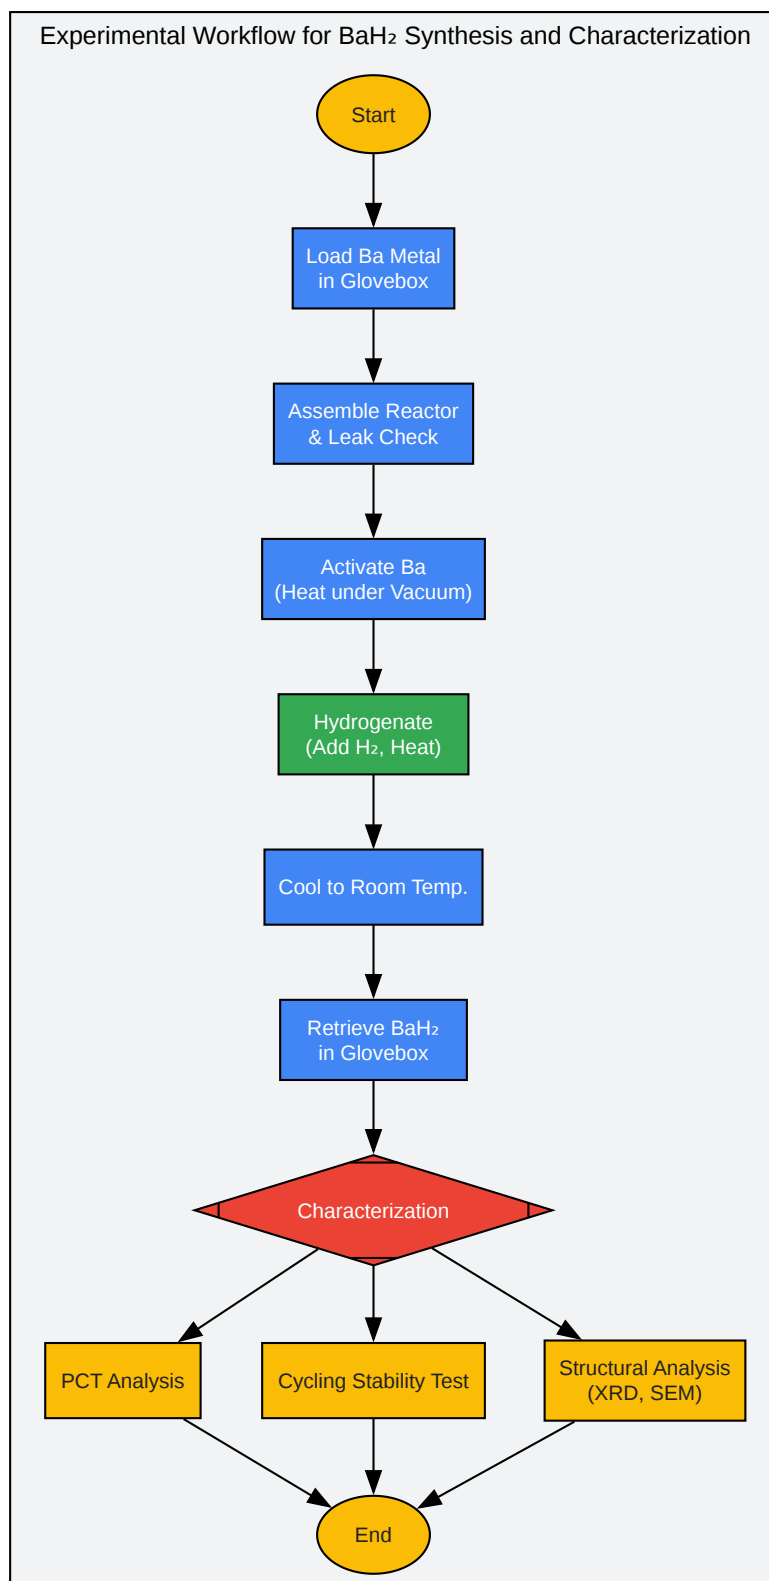 Experimental Workflow for BaH₂ Synthesis and Characterization
Start
Load Ba Metal
in Glovebox
Assemble Reactor
& Leak Check
Activate Ba
(Heat under Vacuum)
Hydrogenate
(Add H₂, Heat)
Cool to Room Temp.
Retrieve BaH₂
in Glovebox
Characterization
PCT Analysis
Cycling Stability Test
Structural Analysis
(XRD, SEM)
End